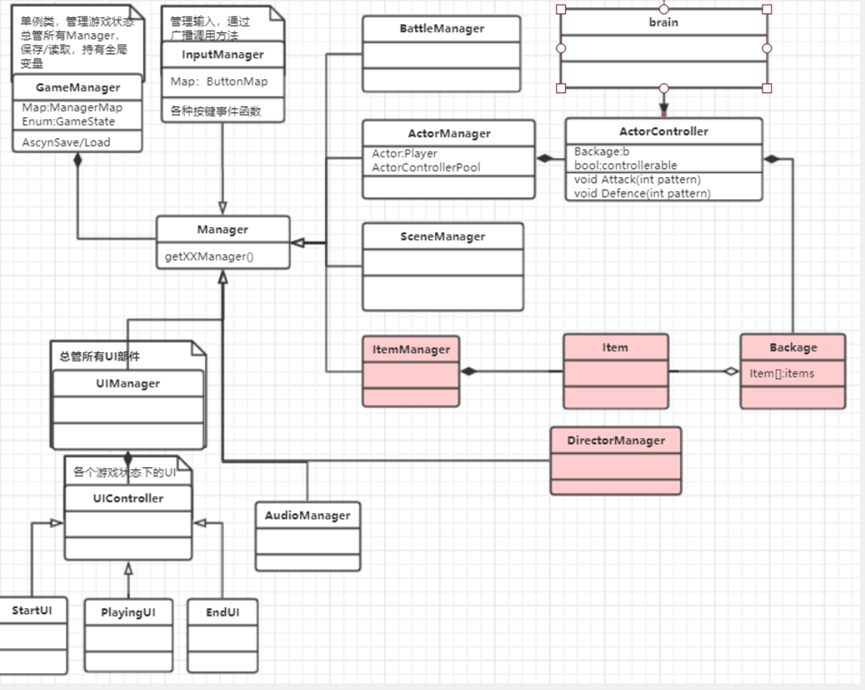 单例类，管理游戏状态
总管所有Manager，
保存/读取，持有全局
变量
GameManager
Map:ManagerMap
Enum:GameState
AscynSave/Load
管理输入，通过
广播调用方法
InputManager
Map：ButtonMap
各种按键事件函数
BattleManager
brain
ActorManager
Actor:Player
ActorControllerPool
ActorController
Backage:b
bool:controllerable
void Attack(int pattern)
void Defence(int pattern)
Manager
getXXManager()
SceneManager
ItemManager
Item
Backage
Item[]:items
总管所有UI部件
UIManager
DirectorManager
各个游戏状态下的UI
UIController
AudioManager
StartUI
PlayingUI
EndUI